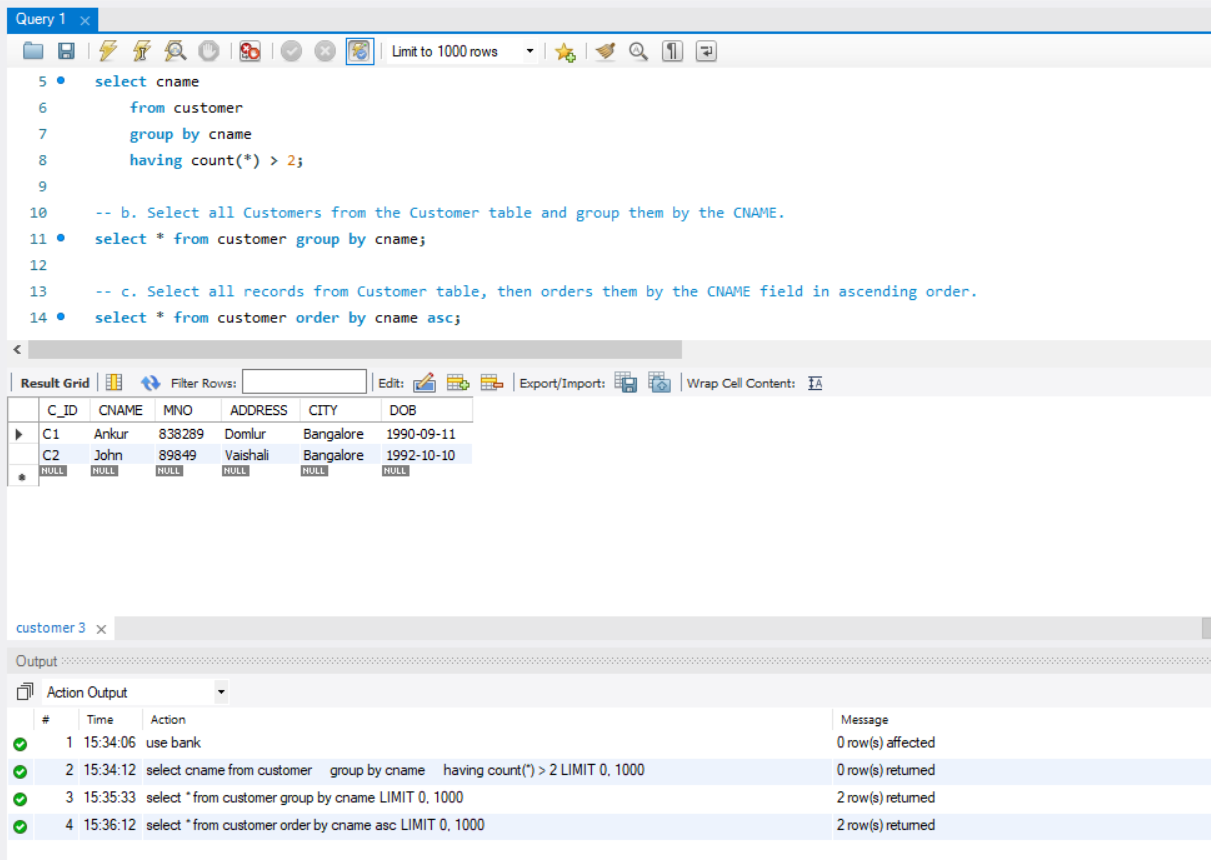 Query 1
Limit to 1000 rows
5 select cname
6 from customer
7 group by cname
8 having count(*) > 2;
9
10 -- b. Select all Customers from the Customer table and group them by the CNAME.
11 select * from customer group by cname;
12
13 -- c. Select all records from Customer table, then orders them by the CNAME field in ascending order.
14 select * from customer order by cname asc;
Result Grid Filter Rows: Edit: Export/Import: Wrap Cell Content:
C_ID CNAME MNO ADDRESS CITY DOB
C1 Ankur 838289 Domlur Bangalore 1990-09-11
C2 John 89849 Vaishali Bangalore 1992-10-10
NULL NULL NULL NULL NULL NULL
customer 3
Output
Action Output
# Time Action Message
1 15:34:06 use bank 0 row(s) affected
2 15:34:12 select cname from customer group by cname having count(*) > 2 LIMIT 0, 1000 0 row(s) returned
3 15:35:33 select * from customer group by cname LIMIT 0, 1000 2 row(s) returned
4 15:36:12 select * from customer order by cname asc LIMIT 0, 1000 2 row(s) returned